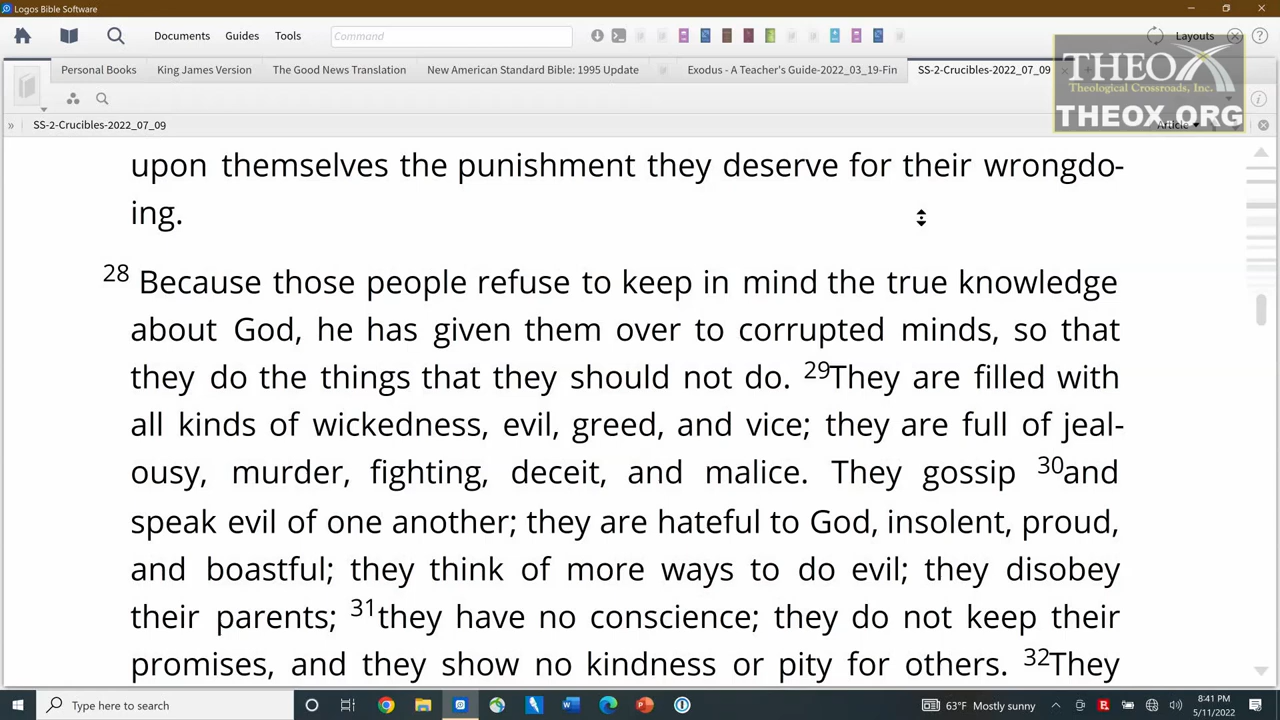 Logos Bible Software
Documents Guides Tools Command Layouts
Personal Books King James Version The Good News New American Standard Bible: 1995 Update Exodus - A Teacher's Guide-2022_03_19-Fin SS-2-Crucibles-2022_07_09
THEOX
Theological Crossroads, Inc.
THEOX.ORG
SS-2-Crucibles-2022_07_09 Article
upon themselves the punishment they deserve for their wrongdo-
ing.
28 Because those people refuse to keep in mind the true knowledge
about God, he has given them over to corrupted minds, so that
they do the things that they should not do. 29They are filled with
all kinds of wickedness, evil, greed, and vice; they are full of jeal-
ousy, murder, fighting, deceit, and malice. They gossip 30and
speak evil of one another; they are hateful to God, insolent, proud,
and boastful; they think of more ways to do evil; they disobey
their parents; 31they have no conscience; they do not keep their
promises, and they show no kindness or pity for others. 32They
Type here to search 63°F Mostly sunny 8:41 PM
5/11/2022